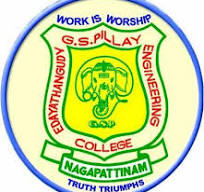 WORK IS WORSHIP
E.G.S.PILLAY
EDAYATHANGUDY
ENGINEERING
COLLEGE
NAGAPATTINAM
TRUTH TRIUMPHS